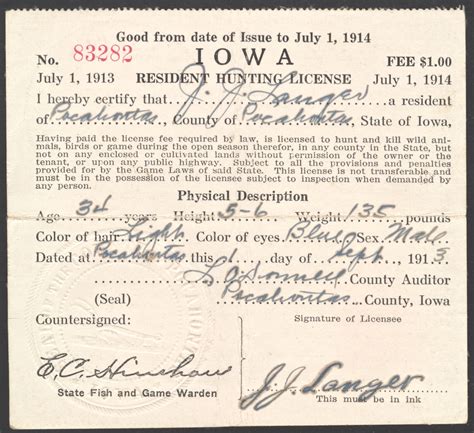 Good from date of Issue to July 1, 1914
No. 83282 IOWA FEE $1.00
July 1, 1913 RESIDENT HUNTING LICENSE July 1, 1914
I hereby certify that J. J. Langer a resident
of Pocahontas, County of Pocahontas, State of Iowa,
Having paid the license fee required by law, is licensed to hunt and kill wild ani-
mals, birds or game during the open season therefor, in any county in the State, but
not on any enclosed or cultivated lands without permission of the owner or the
tenant, or upon any public highway. Subject to all the provisions and penalties
provided for by the Game Laws of said State. This license is not transferable and
must be in the possession of the licensee subject to inspection when demanded by
any person.
Physical Description
Age 34 years Height 5-6 Weight 135 pounds
Color of hair Light Color of eyes Blue Sex Male
Dated at Pocahontas this 1 day of Sept, 1913
L O'Donnell County Auditor
(Seal) Pocahontas County, Iowa
Countersigned: Signature of Licensee
E. C. Hinshaw
State Fish and Game Warden
J. J. Langer
This must be in ink